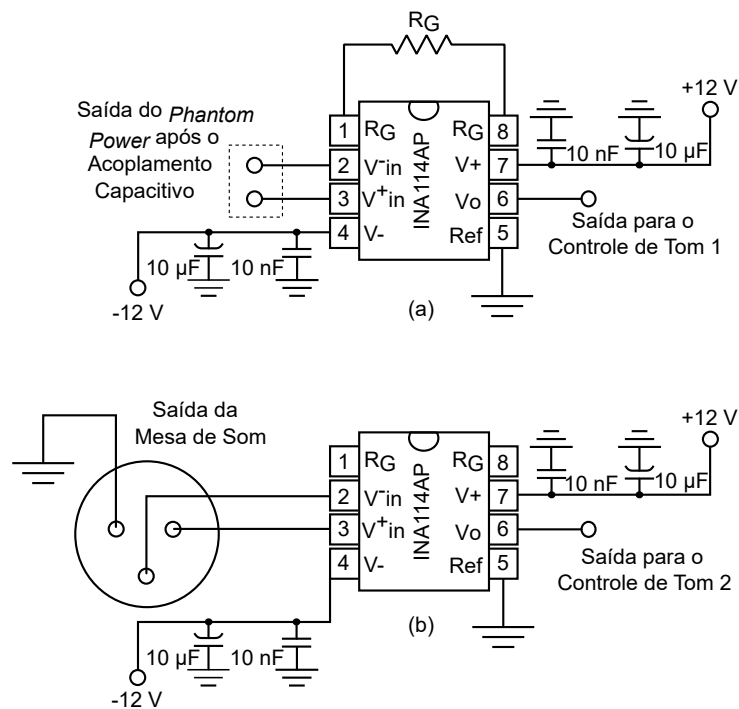 RG
+12 V
Saída do Phantom
Power após o
Acoplamento
Capacitivo
1 RG RG 8
2 V-in V+ 7
3 V+in Vo 6
4 V- Ref 5
INA114AP
10 nF 10 µF
Saída para o
Controle de Tom 1
10 µF 10 nF
-12 V
(a)
Saída da
Mesa de Som
+12 V
1 RG RG 8
2 V-in V+ 7
3 V+in Vo 6
4 V- Ref 5
INA114AP
10 nF 10 µF
Saída para o
Controle de Tom 2
(b)
10 µF 10 nF
-12 V